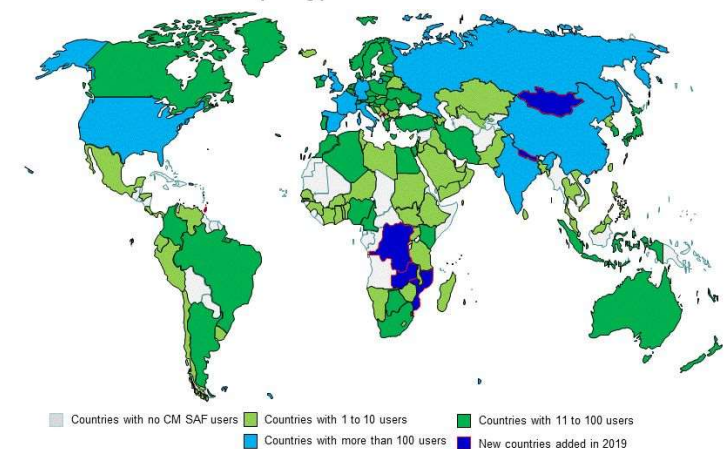 Countries with no CM SAF users
Countries with 1 to 10 users
Countries with 11 to 100 users
Countries with more than 100 users
New countries added in 2019